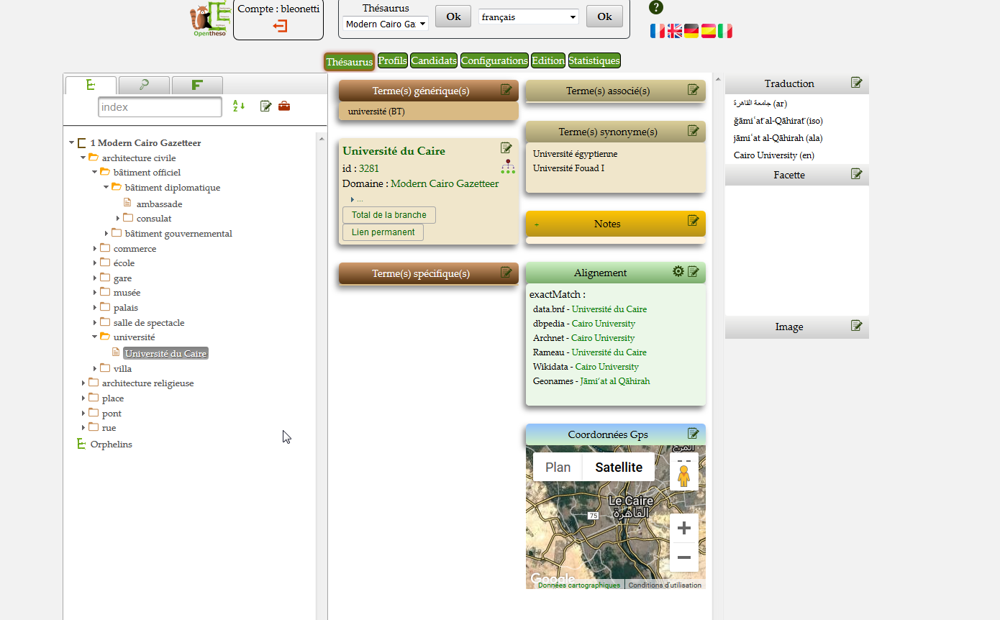 Opentheso
Compte : bleonetti
Thésaurus
Modern Cairo Ga:
Ok
français
Ok
?
Thésaurus
Profils
Candidats
Configurations
Edition
Statistiques
F
index
A
Z
1 Modern Cairo Gazetteer
architecture civile
bâtiment officiel
bâtiment diplomatique
ambassade
consulat
bâtiment gouvernemental
commerce
école
gare
musée
palais
salle de spectacle
université
Université du Caire
villa
architecture religieuse
place
pont
rue
Orphelins
Terme(s) générique(s)
université (BT)
Université du Caire
id : 3281
Domaine : Modern Cairo Gazetteer
...
Total de la branche
Lien permanent
Terme(s) spécifique(s)
Terme(s) associé(s)
Terme(s) synonyme(s)
Université égyptienne
Université Fouad I
+
Notes
Alignement
exactMatch :
data.bnf - Université du Caire
dbpedia - Cairo University
Archnet - Cairo University
Rameau - Université du Caire
Wikidata - Cairo University
Geonames - Jāmi‘at al Qāhirah
Coordonnées Gps
المرج
Plan
Satellite
Le Caire
القاهرة
75
+
−
Google
Données cartographiques
Conditions d'utilisation
Traduction
جامعة القاهرة (ar)
ǧāmiʿaẗ al-Qāhiraẗ (iso)
jāmiʿat al-Qāhirah (ala)
Cairo University (en)
Facette
Image